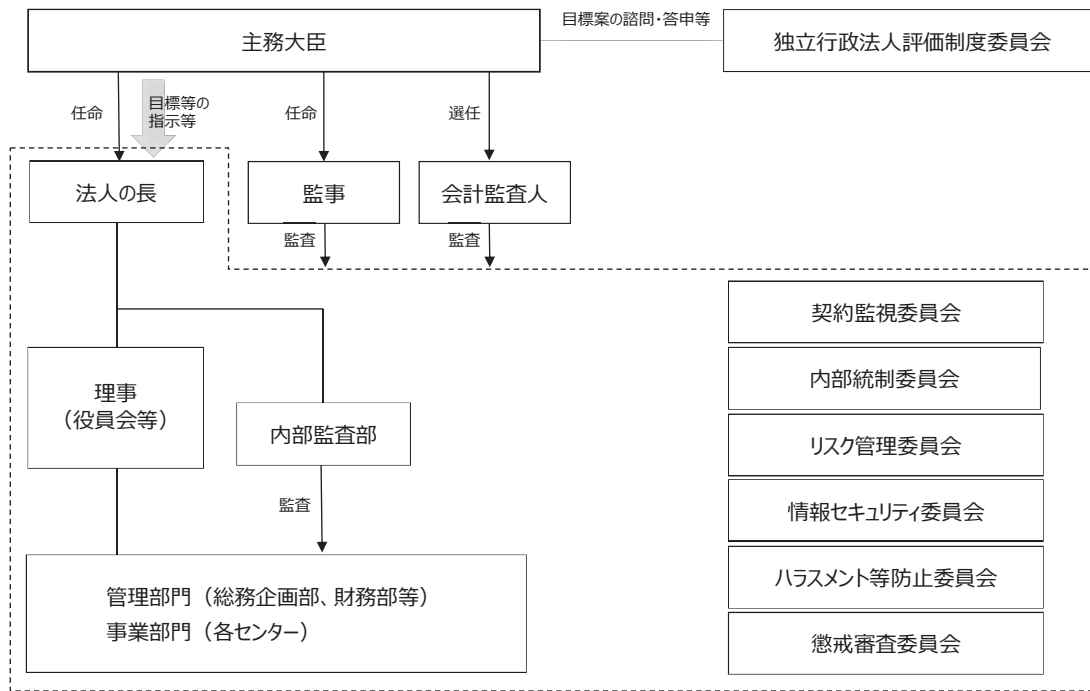 目標案の諮問・答申等
主務大臣
独立行政法人評価制度委員会
任命
目標等の
指示等
任命
選任
法人の長
監事
会計監査人
監査
監査
契約監視委員会
理事
（役員会等）
内部監査部
内部統制委員会
リスク管理委員会
監査
情報セキュリティ委員会
ハラスメント等防止委員会
管理部門（総務企画部、財務部等）
事業部門（各センター）
懲戒審査委員会